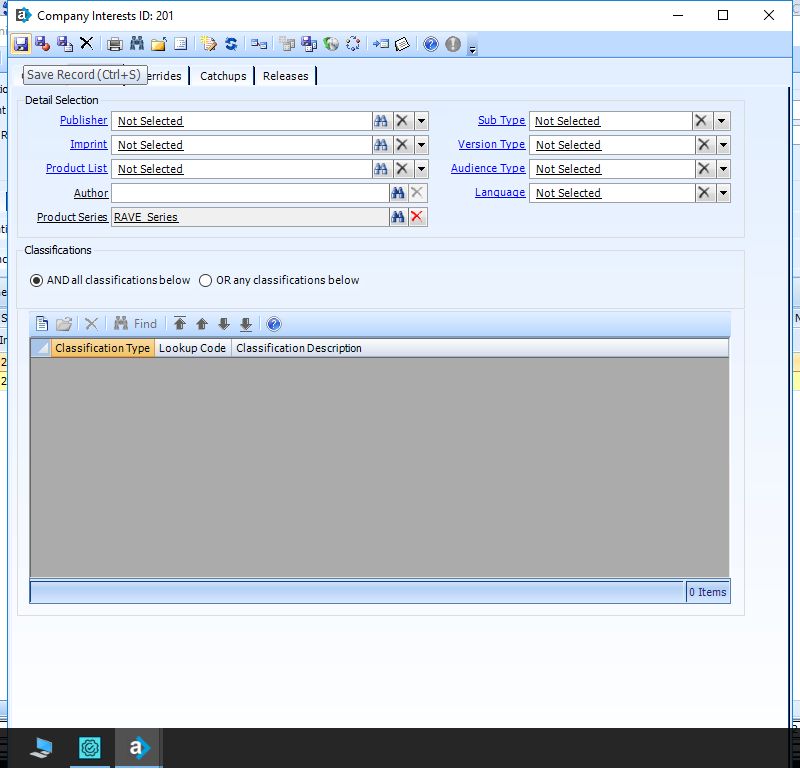 Company Interests ID: 201
Save Record (Ctrl+S)
errides
Catchups
Releases
Detail Selection
Publisher Not Selected
Sub Type Not Selected
Imprint Not Selected
Version Type Not Selected
Product List Not Selected
Audience Type Not Selected
Author
Language Not Selected
Product Series RAVE_Series
Classifications
AND all classifications below OR any classifications below
Find
Classification Type Lookup Code Classification Description
0 Items